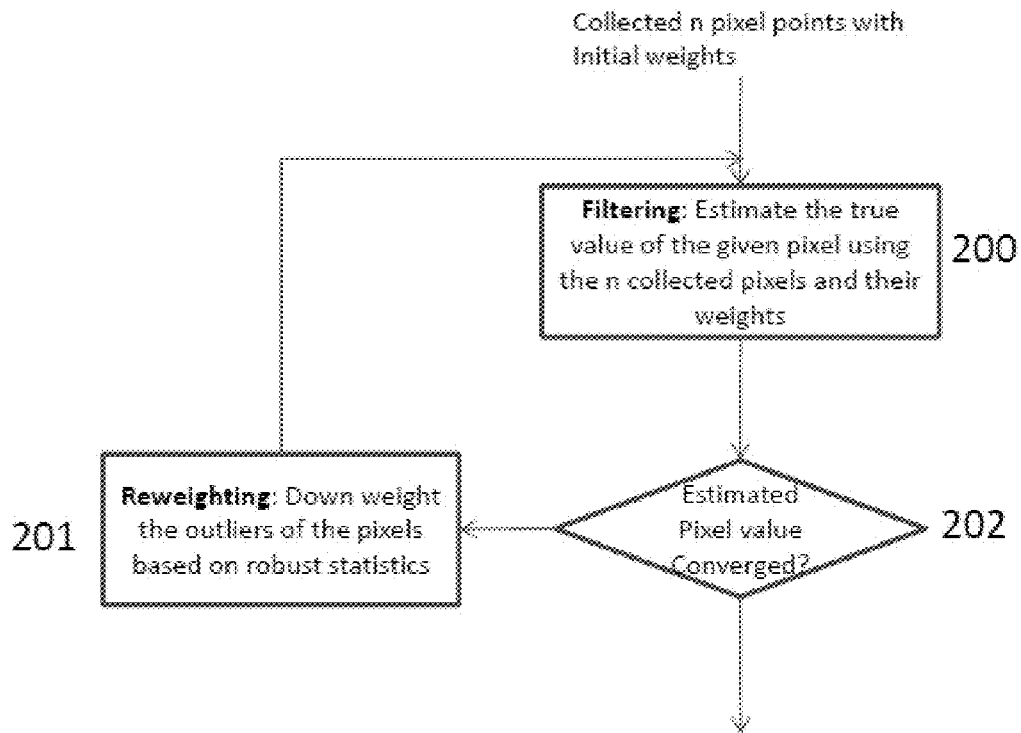 Collected n pixel points with
Initial weights
Filtering: Estimate the true
value of the given pixel using
the n collected pixels and their
weights
200
Reweighting: Down weight
the outliers of the pixels
based on robust statistics
201
Estimated
Pixel value
Converged?
202